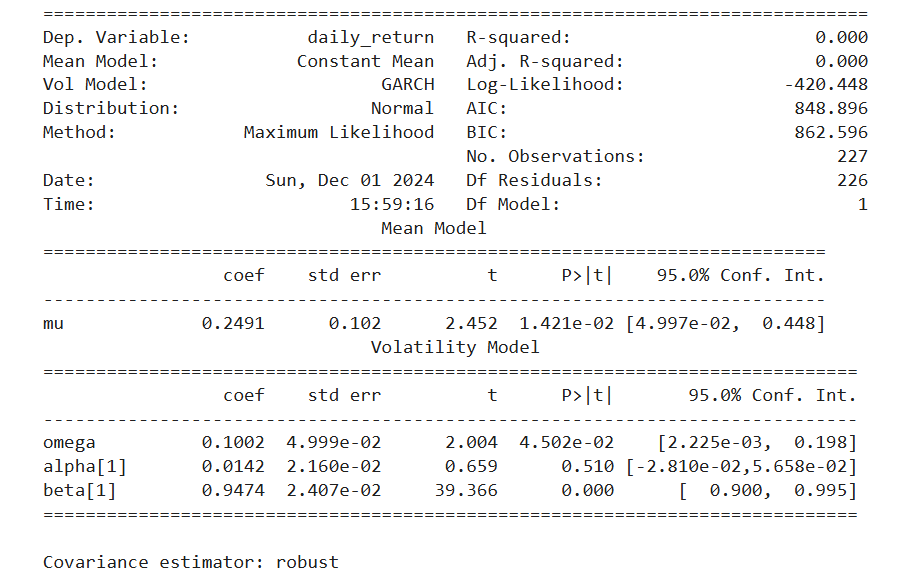 ==============================================================================
Dep. Variable:           daily_return   R-squared:                       0.000
Mean Model:             Constant Mean   Adj. R-squared:                  0.000
Vol Model:                      GARCH   Log-Likelihood:               -420.448
Distribution:                  Normal   AIC:                           848.896
Method:            Maximum Likelihood   BIC:                           862.596
                                        No. Observations:                  227
Date:                Sun, Dec 01 2024   Df Residuals:                      226
Time:                        15:59:16   Df Model:                            1
                                Mean Model
==========================================================================
                 coef    std err          t      P>|t|    95.0% Conf. Int.
--------------------------------------------------------------------------
mu             0.2491      0.102      2.452  1.421e-02 [4.997e-02,  0.448]
                               Volatility Model
=============================================================================
                 coef    std err          t      P>|t|       95.0% Conf. Int.
-----------------------------------------------------------------------------
omega          0.1002  4.999e-02      2.004  4.502e-02    [2.225e-03,  0.198]
alpha[1]       0.0142  2.160e-02      0.659      0.510 [-2.810e-02,5.658e-02]
beta[1]        0.9474  2.407e-02     39.366      0.000      [  0.900,  0.995]
=============================================================================

Covariance estimator: robust